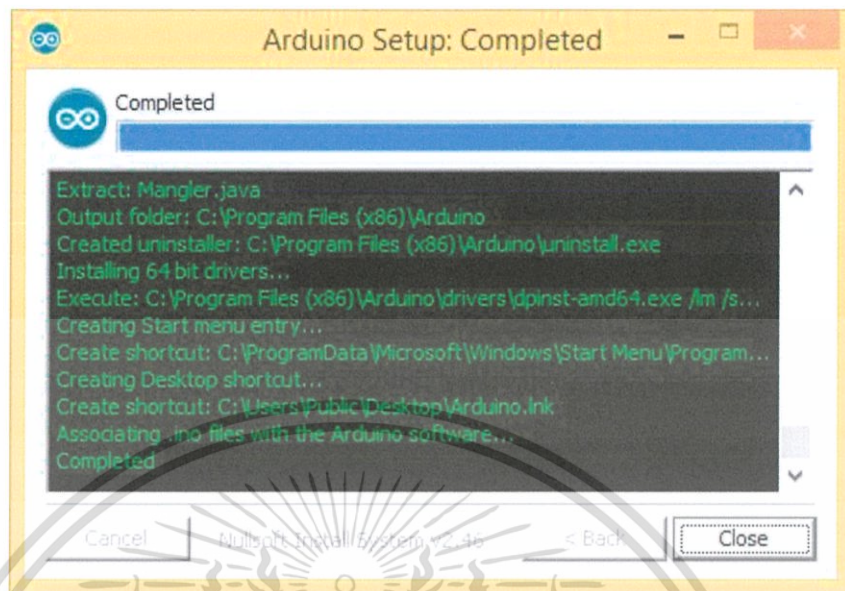 Arduino Setup: Completed
Completed
Extract: Mangler.java
Output folder: C:\Program Files (x86)\Arduino
Created uninstaller: C:\Program Files (x86)\Arduino\uninstall.exe
Installing 64 bit drivers...
Execute: C:\Program Files (x86)\Arduino\drivers\dpinst-amd64.exe /lm /s...
Creating Start menu entry...
Create shortcut: C:\ProgramData\Microsoft\Windows\Start Menu\Program...
Creating Desktop shortcut...
Create shortcut: C:\Users\Public\Desktop\Arduino.lnk
Associating .ino files with the Arduino software...
Completed
Cancel Nullsoft Install System v2.46 < Back Close